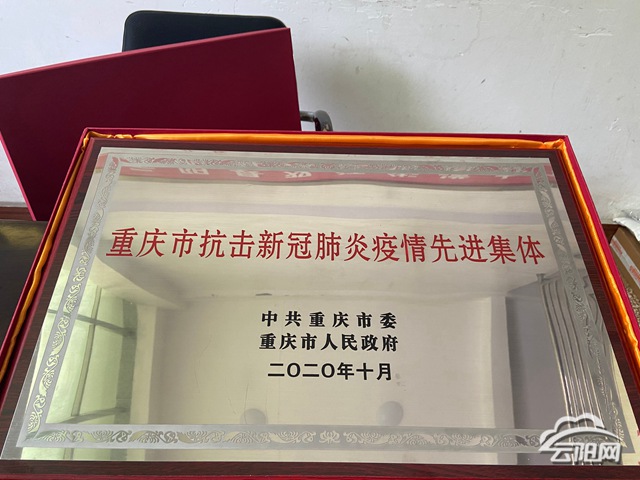 重庆市抗击新冠肺炎疫情先进集体
中共重庆市委
重庆市人民政府
二〇二〇年十月
云阳网